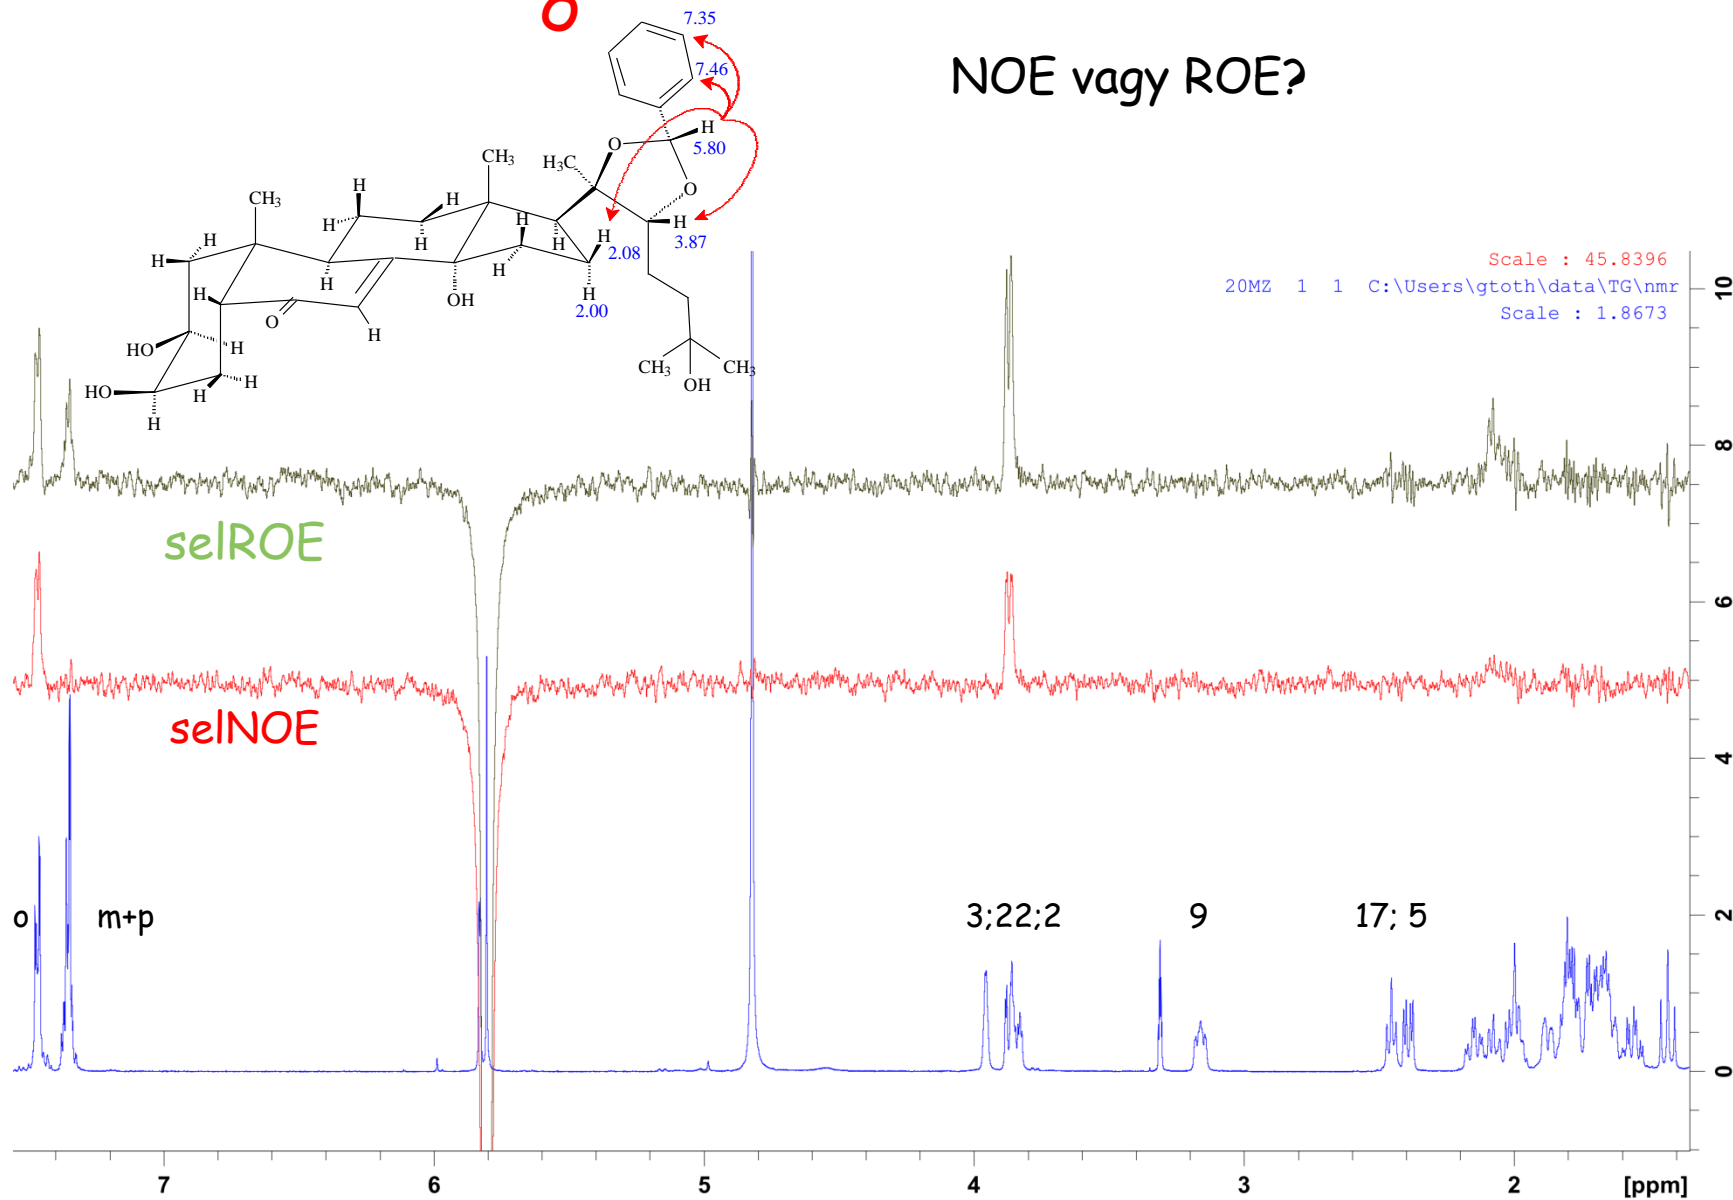 o
NOE vagy ROE?
7.35
7.46
H
5.80
O
O
H₃C
CH₃
H
3.87
H
2.08
H
2.00
H
H
H
CH₃
H
H
H
H
H
H
H
H
OH
O
H
HO
H
HO
H
H
H
CH₃
CH₃
OH
Scale : 45.8396
20MZ 1 1 C:\Users\gtoth\data\TG\nmr
Scale : 1.8673
selROE
selNOE
o
m+p
3;22;2
9
17; 5
10
8
6
4
2
0
7
6
5
4
3
2
[ppm]